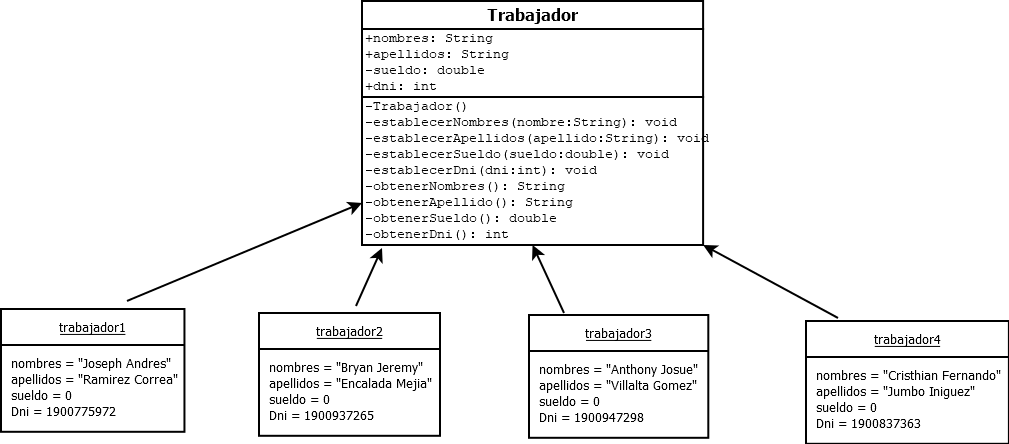 Trabajador
+nombres: String
+apellidos: String
-sueldo: double
+dni: int
-Trabajador()
-establecerNombres(nombre:String): void
-establecerApellidos(apellido:String): void
-establecerSueldo(sueldo:double): void
-establecerDni(dni:int): void
-obtenerNombres(): String
-obtenerApellido(): String
-obtenerSueldo(): double
-obtenerDni(): int
trabajador1
nombres = "Joseph Andres"
apellidos = "Ramirez Correa"
sueldo = 0
Dni = 1900775972
trabajador2
nombres = "Bryan Jeremy"
apellidos = "Encalada Mejia"
sueldo = 0
Dni = 1900937265
trabajador3
nombres = "Anthony Josue"
apellidos = "Villalta Gomez"
sueldo = 0
Dni = 1900947298
trabajador4
nombres = "Cristhian Fernando"
apellidos = "Jumbo Iniguez"
sueldo = 0
Dni = 1900837363